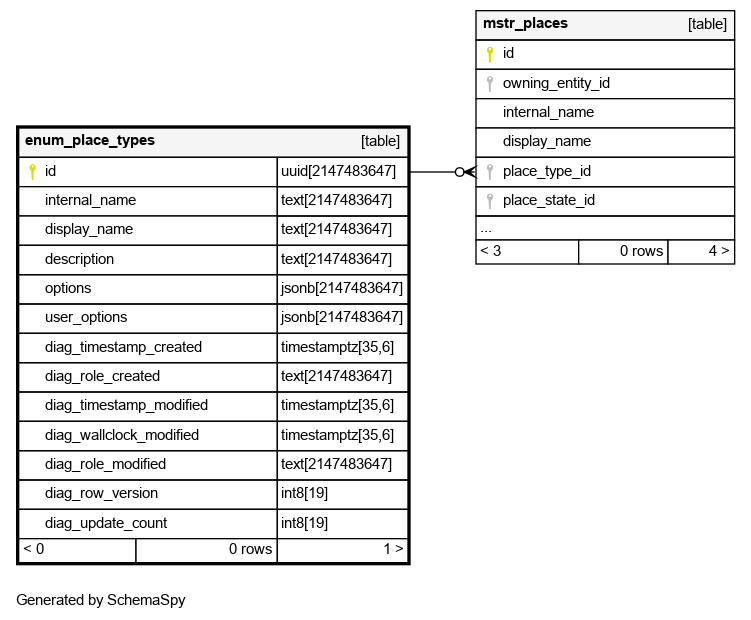 mstr_places [table]
id
owning_entity_id
internal_name
display_name
place_type_id
place_state_id
...
< 3 0 rows 4 >
enum_place_types [table]
id uuid[2147483647]
internal_name text[2147483647]
display_name text[2147483647]
description text[2147483647]
options jsonb[2147483647]
user_options jsonb[2147483647]
diag_timestamp_created timestamptz[35,6]
diag_role_created text[2147483647]
diag_timestamp_modified timestamptz[35,6]
diag_wallclock_modified timestamptz[35,6]
diag_role_modified text[2147483647]
diag_row_version int8[19]
diag_update_count int8[19]
< 0 0 rows 1 >
Generated by SchemaSpy